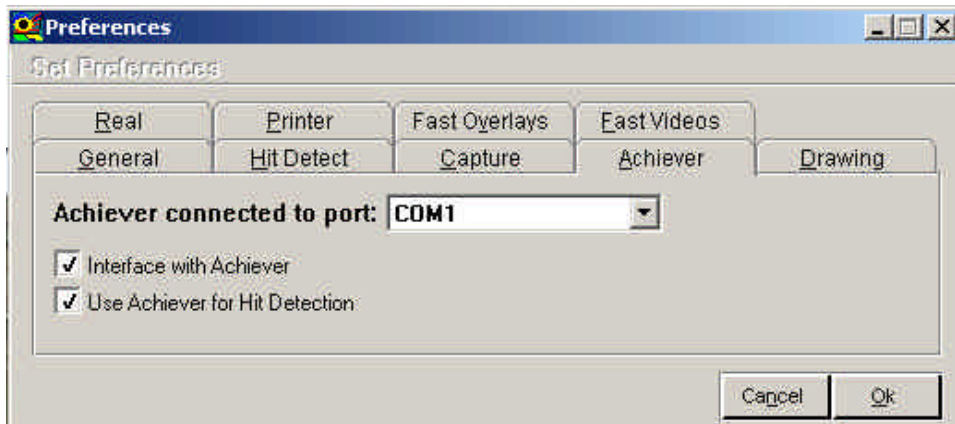 Preferences
Set Preferences
Real Printer Fast Overlays Fast Videos
General Hit Detect Capture Achiever Drawing
Achiever connected to port: COM1
Interface with Achiever
Use Achiever for Hit Detection
Cancel Ok